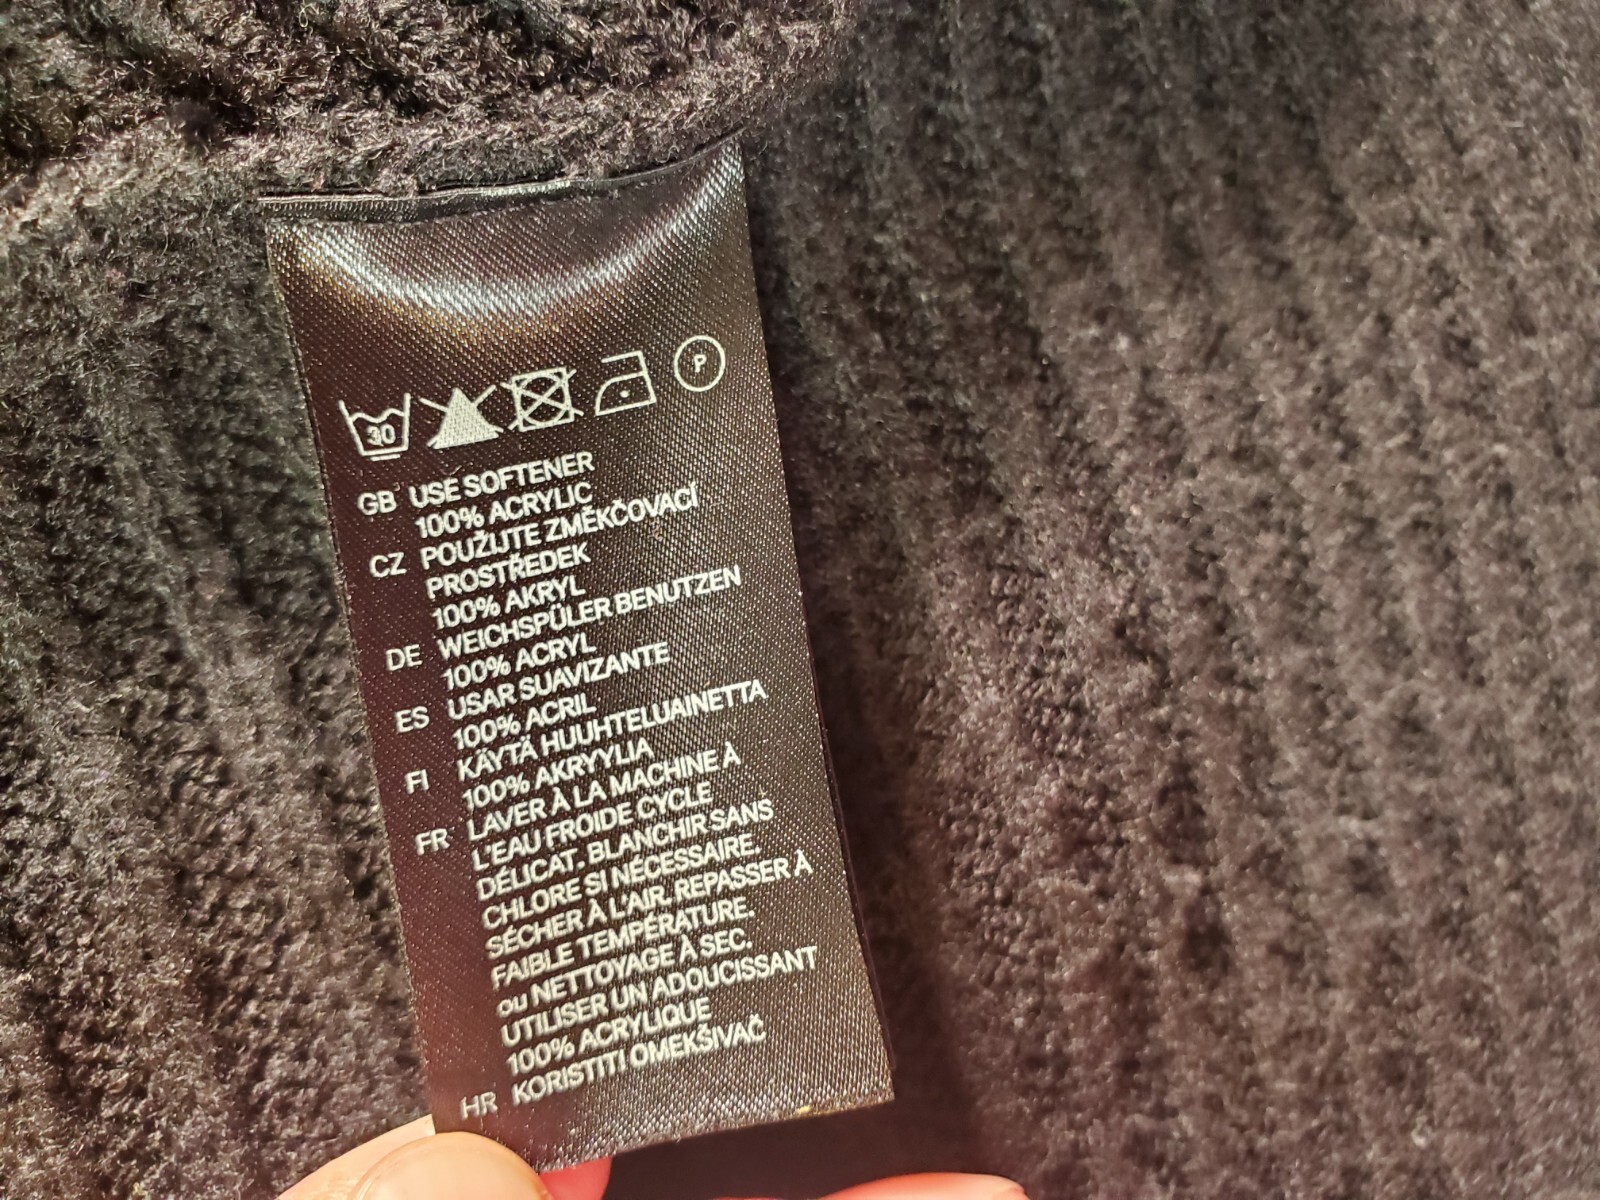 30
P
GB USE SOFTENER
100% ACRYLIC
CZ POUŽIJTE ZMĚKČOVACÍ
PROSTŘEDEK
100% AKRYL
DE WEICHSPÜLER BENUTZEN
100% ACRYL
ES USAR SUAVIZANTE
100% ACRIL
FI KÄYTÄ HUUHTELUAINETTA
100% AKRYYLIA
FR LAVER À LA MACHINE À
L'EAU FROIDE CYCLE
DÉLICAT. BLANCHIR SANS
CHLORE SI NÉCESSAIRE.
SÉCHER À L'AIR. REPASSER À
FAIBLE TEMPÉRATURE.
ou NETTOYAGE À SEC.
UTILISER UN ADOUCISSANT
100% ACRYLIQUE
HR KORISTITI OMEKŠIVAČ